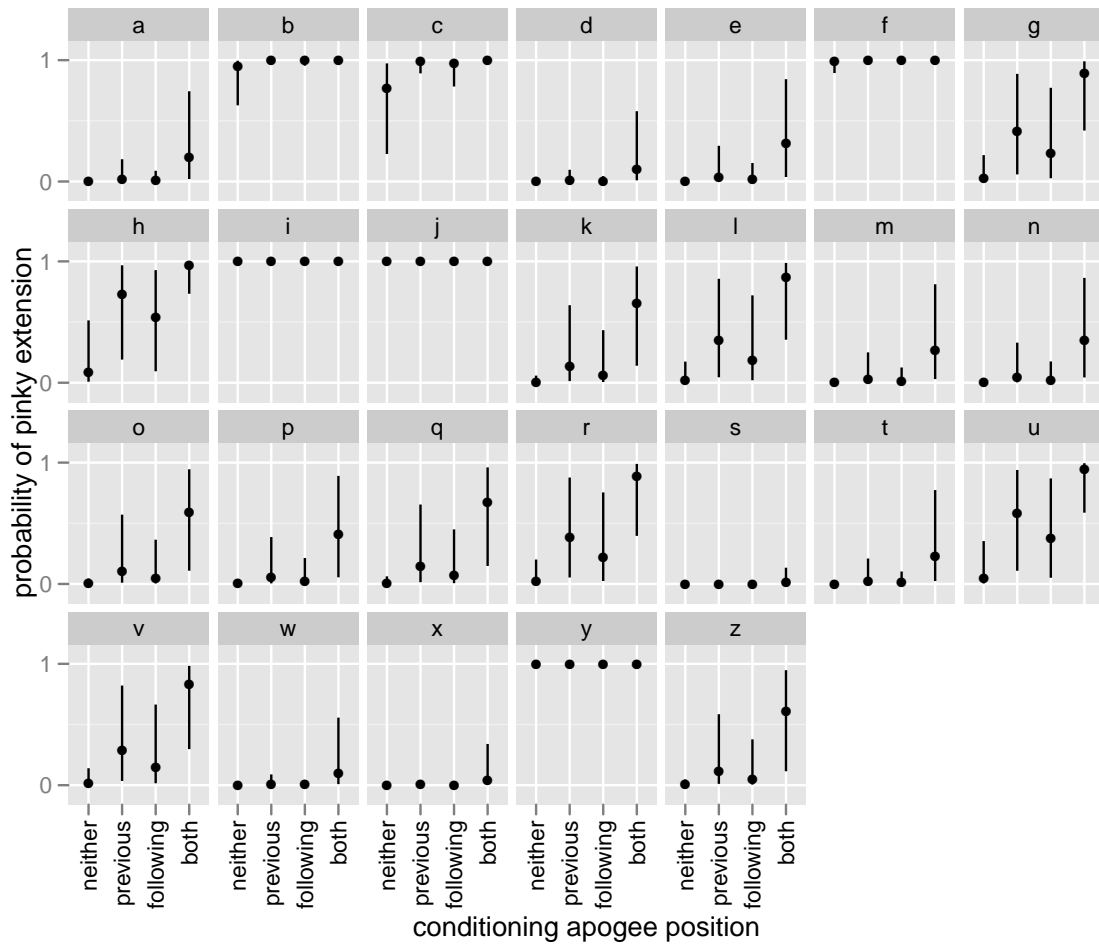 a b c d e f g
1
0
h i j k l m n
1
0
o p q r s t u
1
0
v w x y z
1
0
neither previous following both neither previous following both neither previous following both neither previous following both neither previous following both
conditioning apogee position
probability of pinky extension